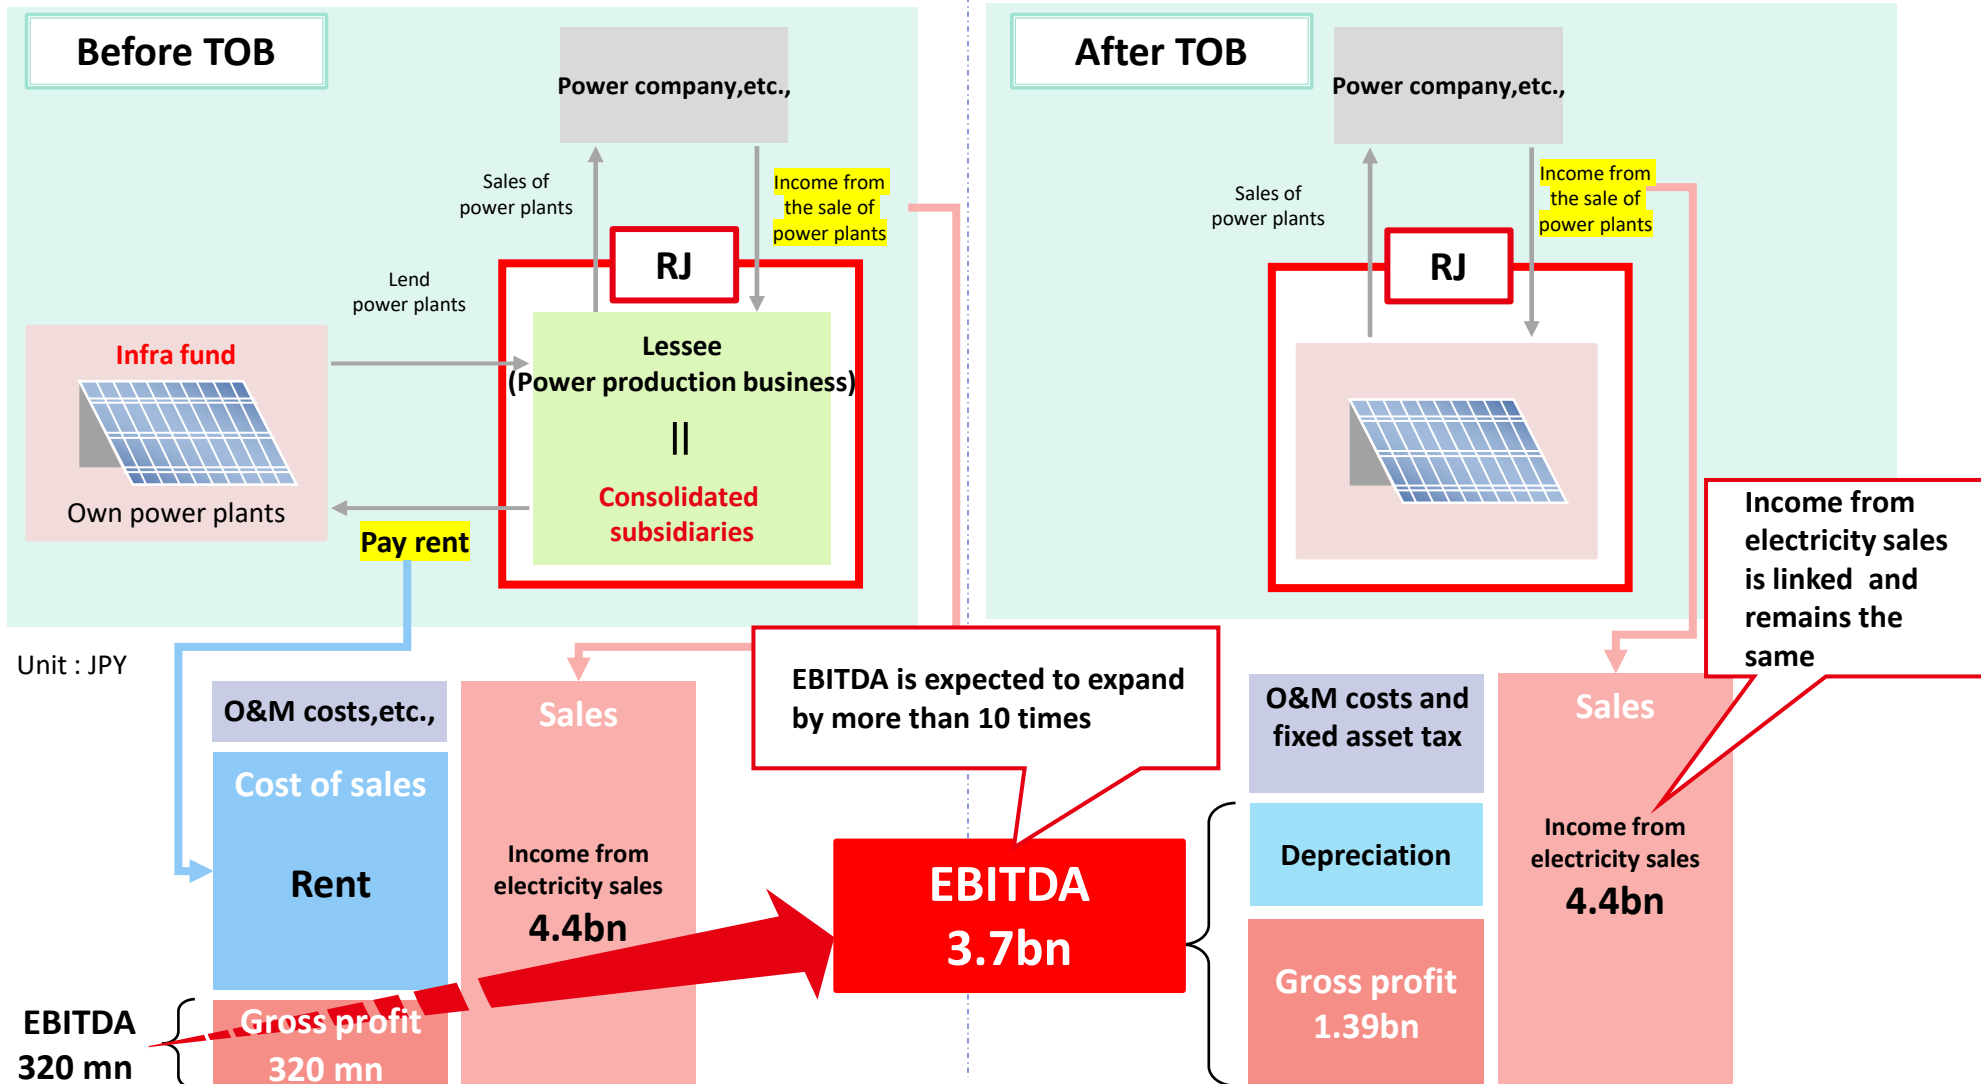 Before TOB
Power company,etc.,
Sales of
power plants
Income from
the sale of
power plants
RJ
Lend
power plants
Infra fund
Own power plants
Lessee
(Power production business)
||
Consolidated
subsidiaries
Pay rent
Unit : JPY
O&M costs,etc.,
Cost of sales
Rent
Gross profit
320 mn
EBITDA
320 mn
Sales
Income from
electricity sales
4.4bn
EBITDA is expected to expand
by more than 10 times
EBITDA
3.7bn
After TOB
Power company,etc.,
Sales of
power plants
Income from
the sale of
power plants
RJ
Income from
electricity sales
is linked and
remains the
same
O&M costs and
fixed asset tax
Depreciation
Gross profit
1.39bn
Sales
Income from
electricity sales
4.4bn